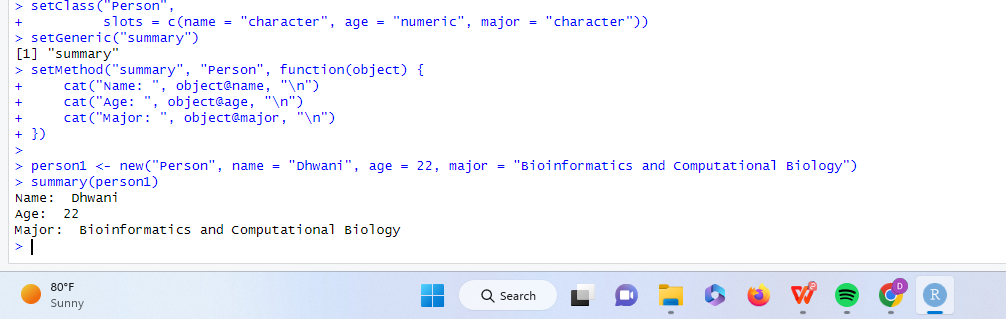 > setClass("Person",
+          slots = c(name = "character", age = "numeric", major = "character"))
> setGeneric("summary")
[1] "summary"
> setMethod("summary", "Person", function(object) {
+     cat("Name: ", object@name, "\n")
+     cat("Age: ", object@age, "\n")
+     cat("Major: ", object@major, "\n")
+ })
>
> person1 <- new("Person", name = "Dhwani", age = 22, major = "Bioinformatics and Computational Biology")
> summary(person1)
Name:  Dhwani
Age:  22
Major:  Bioinformatics and Computational Biology
>
80°F
Sunny
Search
D
R